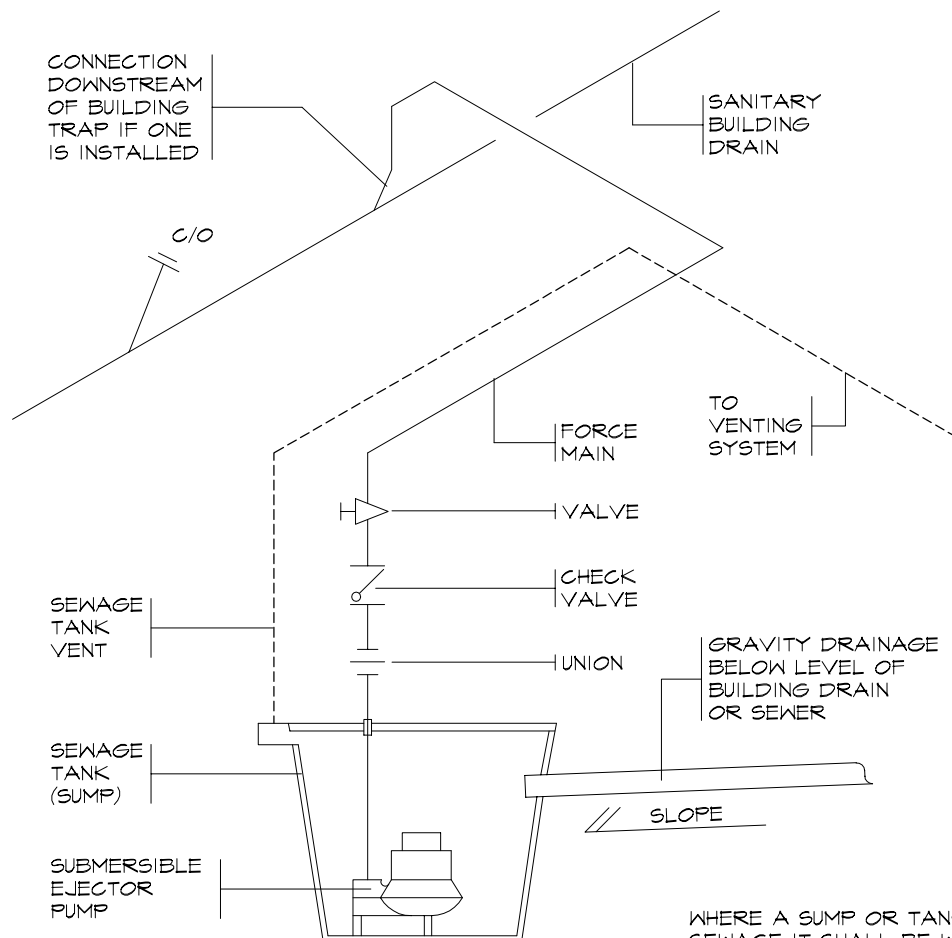 CONNECTION
DOWNSTREAM
OF BUILDING
TRAP IF ONE
IS INSTALLED
SANITARY
BUILDING
DRAIN
C/O
TO
VENTING
SYSTEM
FORCE
MAIN
VALVE
CHECK
VALVE
SEWAGE
TANK
VENT
UNION
GRAVITY DRAINAGE
BELOW LEVEL OF
BUILDING DRAIN
OR SEWER
SEWAGE
TANK
(SUMP)
SLOPE
SUBMERSIBLE
EJECTOR
PUMP
WHERE A SUMP OR TAN